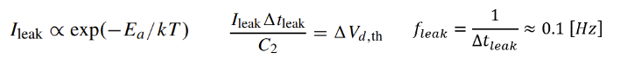 I_leak ∝ exp(−E_a/kT)    I_leak Δt_leak / C_2 = ΔV_d,th    f_leak = 1 / Δt_leak ≈ 0.1 [Hz]